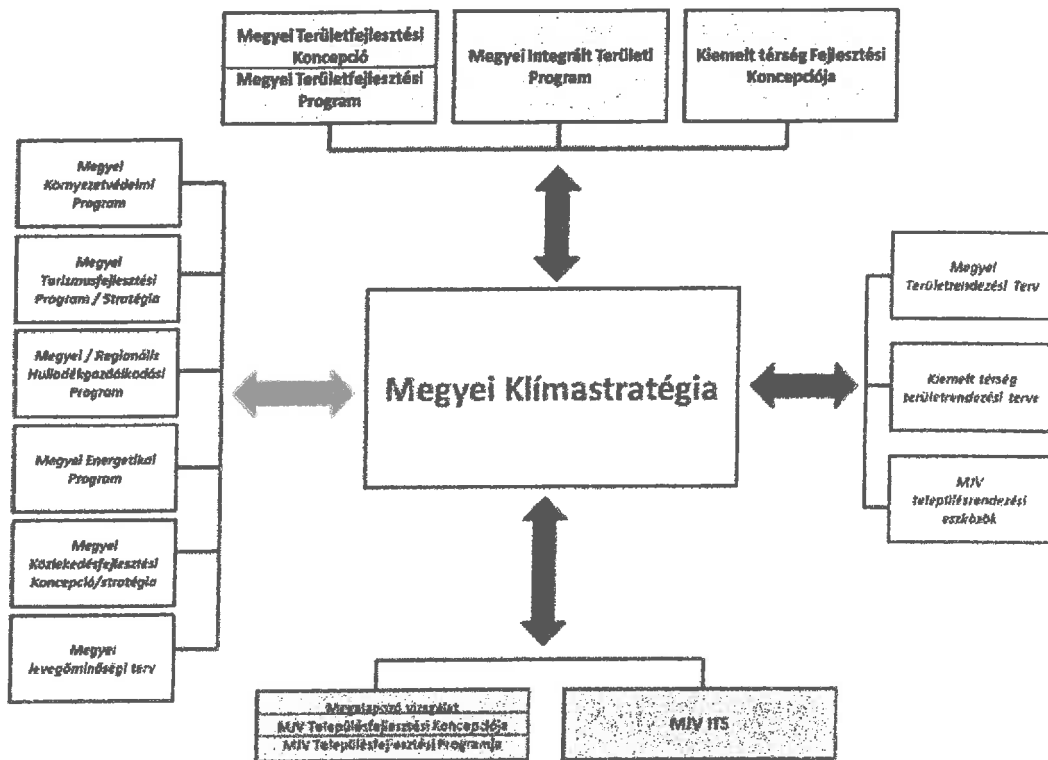 Megyei Területfejlesztési
Koncepció
Megyei Területfejlesztési
Program
Megyei Integrált Területi
Program
Kiemelt térség Fejlesztési
Koncepciója
Megyei
Környezetvédelmi
Program
Megyei
Turizmusfejlesztési
Program / Stratégia
Megyei / Regionális
Hulladékgazdálkodási
Program
Megyei Energetikai
Program
Megyei
Közlekedésfejlesztési
Koncepció/stratégia
Megyei
levegőminőségi terv
Megyei Klímastratégia
Megyei
Területrendezési Terv
Kiemelt térség
területrendezési terve
MJV
településrendezési
eszközök
Megalapozó vizsgálat
MJV Településfejlesztési Koncepciója
MJV Településfejlesztési Programja
MJV ITS